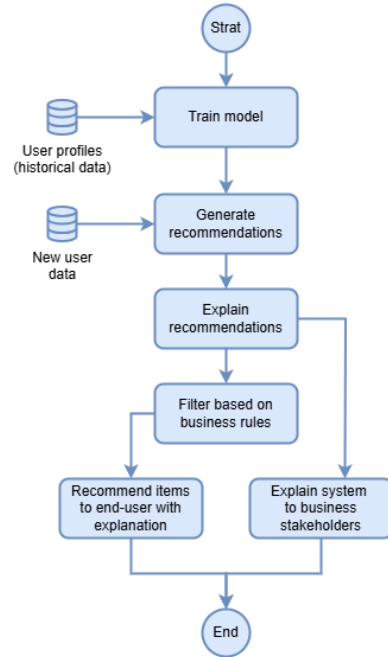 Strat
Train model
User profiles
(historical data)
Generate
recommendations
New user
data
Explain
recommendations
Filter based on
business rules
Recommend items
to end-user with
explanation
Explain system
to business
stakeholders
End